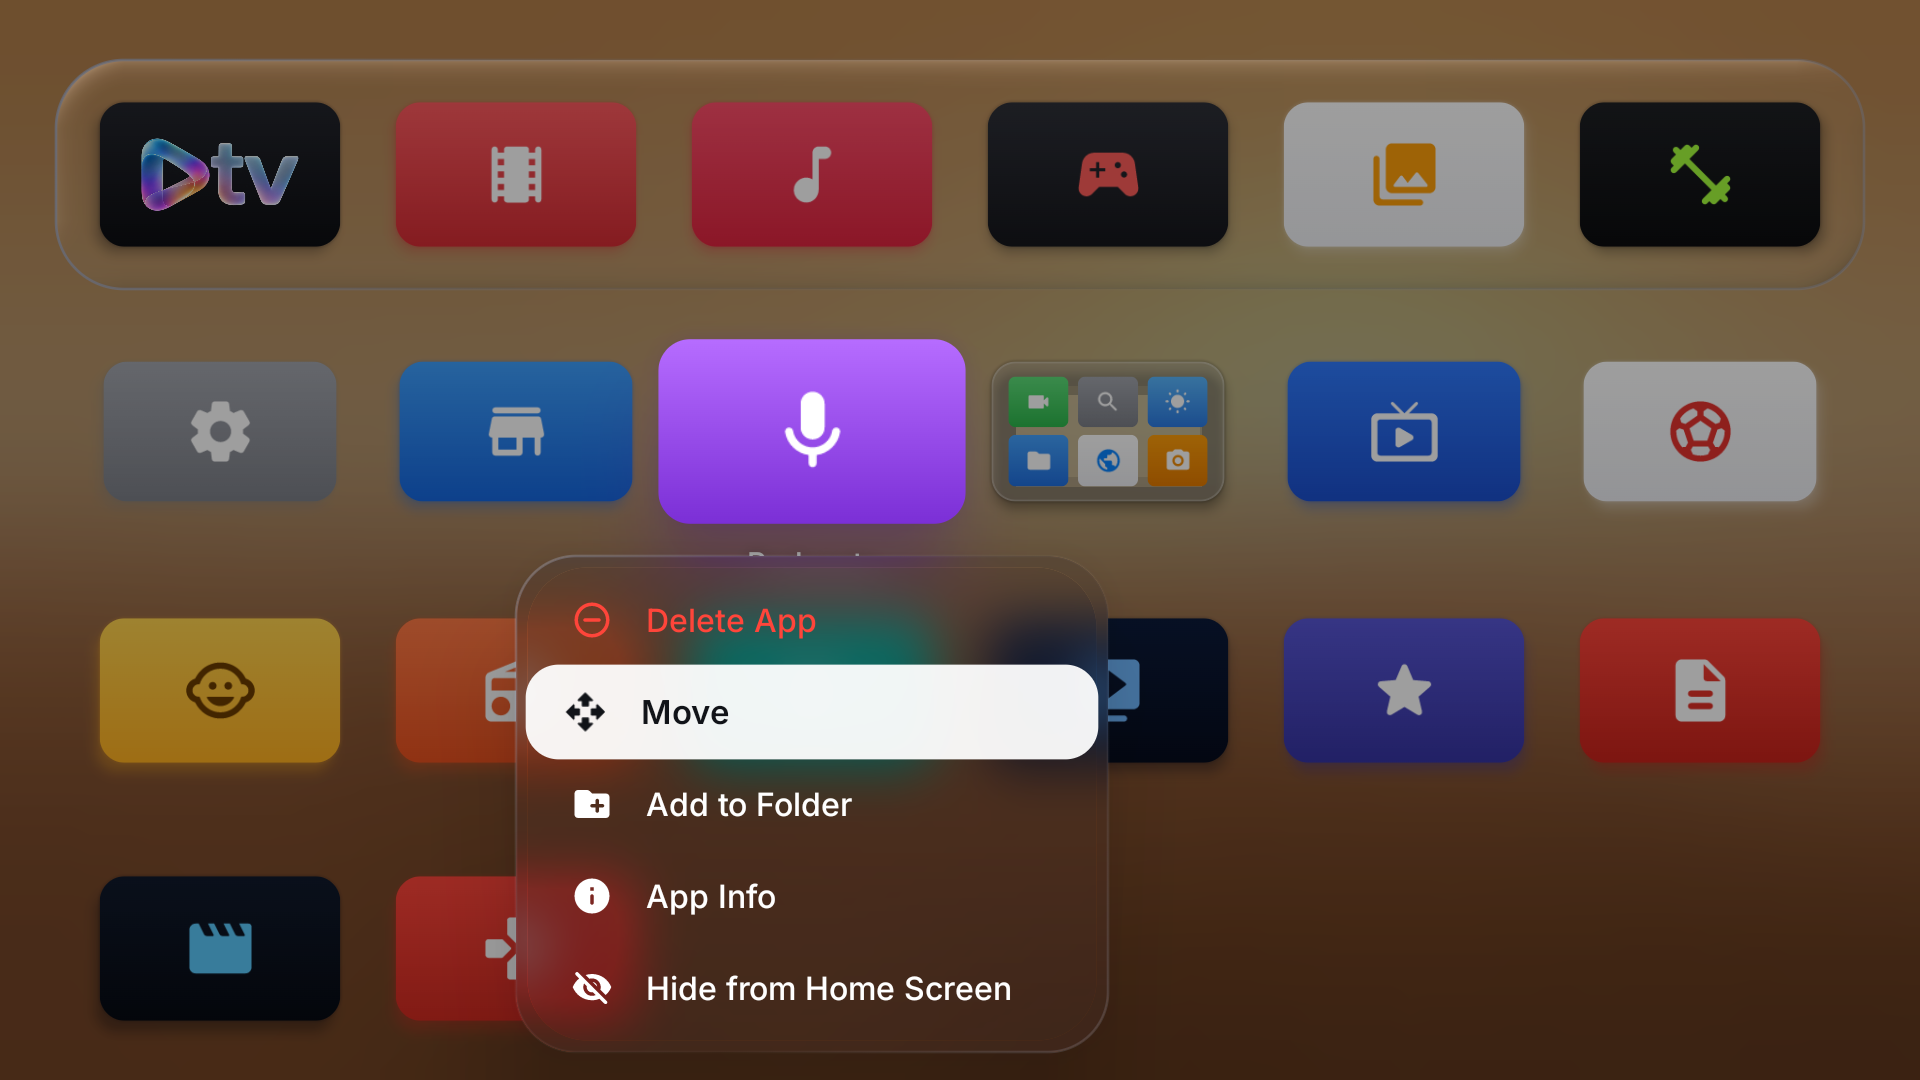 tv
Delete App
Move
Add to Folder
App Info
Hide from Home Screen